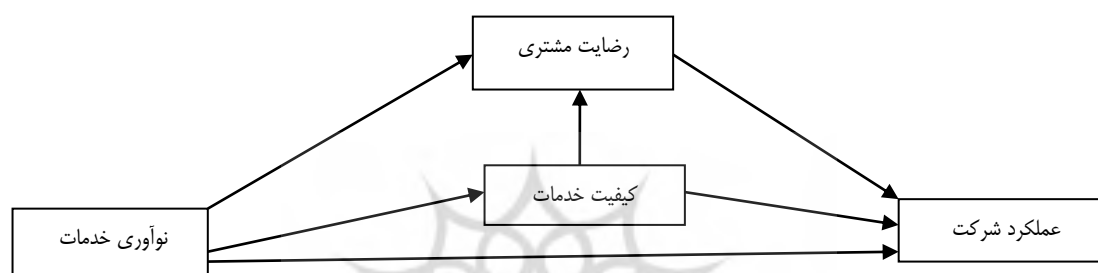 رضایت مشتری
کیفیت خدمات
نوآوری خدمات
عملکرد شرکت